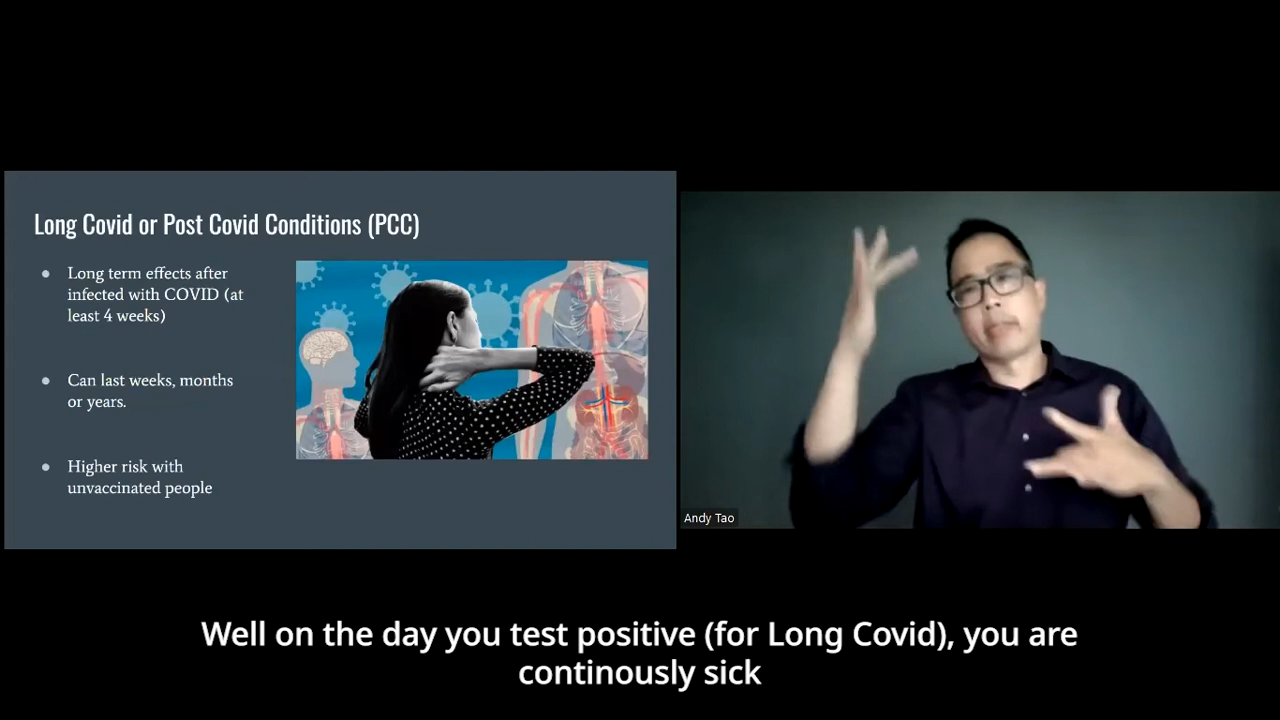 Long Covid or Post Covid Conditions (PCC)
● Long term effects after
infected with COVID (at
least 4 weeks)
● Can last weeks, months
or years.
● Higher risk with
unvaccinated people
Andy Tao
Well on the day you test positive (for Long Covid), you are
continously sick